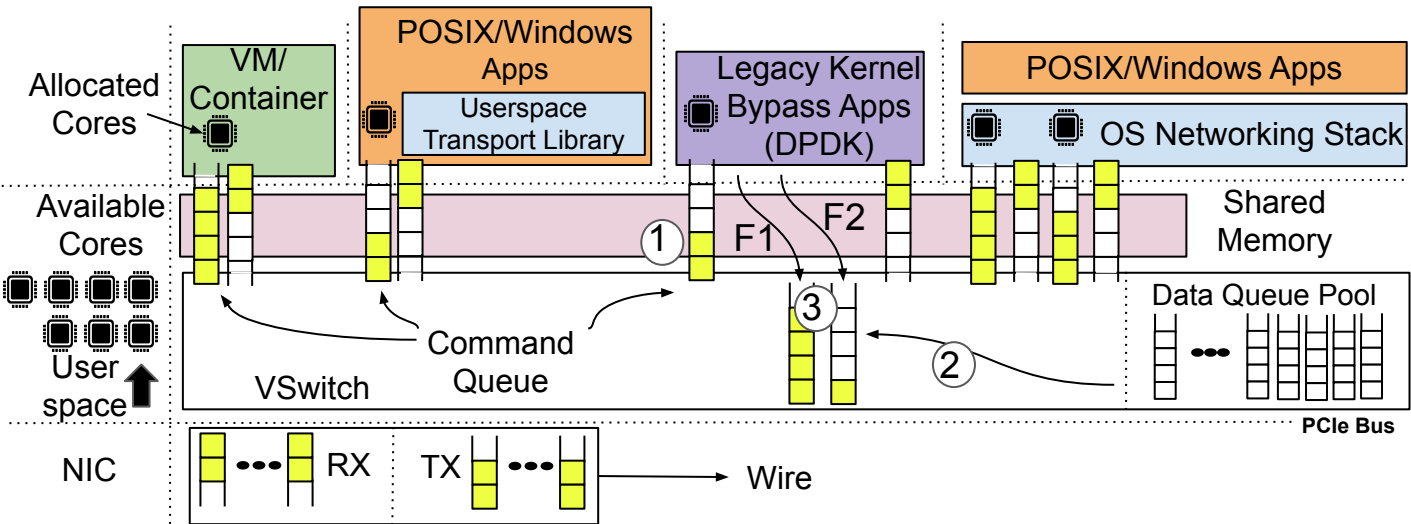 Allocated
Cores
VM/
Container
POSIX/Windows
Apps
Userspace
Transport Library
Legacy Kernel
Bypass Apps
(DPDK)
POSIX/Windows Apps
OS Networking Stack
Available
Cores
1
F1
F2
Shared
Memory
3
Data Queue Pool
Command
Queue
2
User
space
VSwitch
PCIe Bus
NIC
RX
TX
Wire